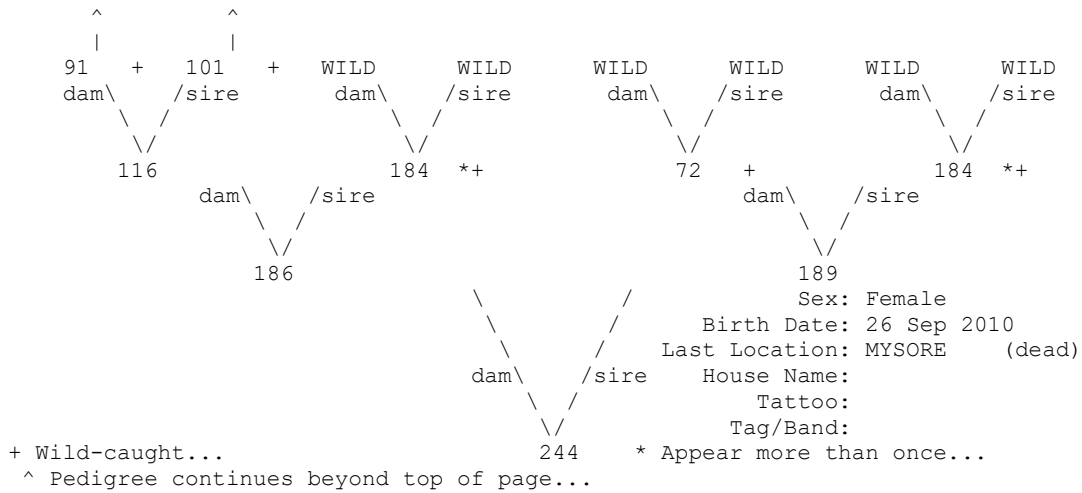 ^ ^
| |
91 + 101 + WILD WILD WILD WILD WILD WILD
dam\ /sire dam\ /sire dam\ /sire dam\ /sire
\ / \ / \ / \ /
\/ \/ \/ \/
116 184 *+ 72 + 184 *+
dam\ /sire dam\ /sire
\ / \ /
\/ \/
186 189
\ / Sex: Female
\ / Birth Date: 26 Sep 2010
\ / Last Location: MYSORE (dead)
dam\ /sire House Name:
\ / Tattoo:
\/ Tag/Band:
+ Wild-caught... 244 * Appear more than once...
^ Pedigree continues beyond top of page...